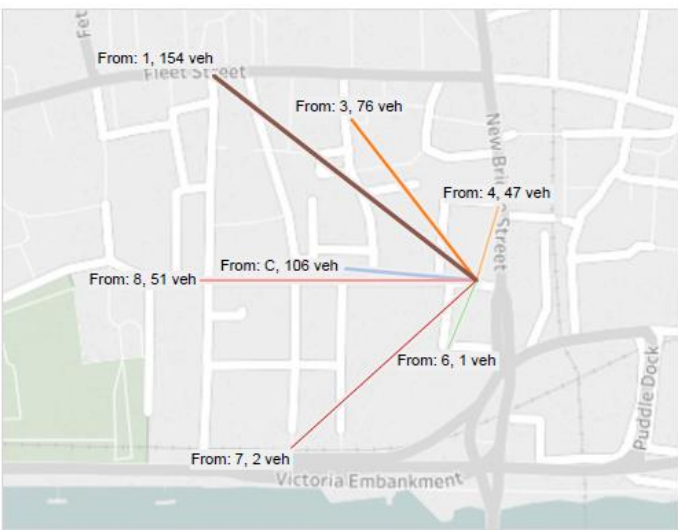 Fet
From: 1, 154 veh
Fleet Street
From: 3, 76 veh
New Bridge Street
From: 4, 47 veh
From: C, 106 veh
From: 8, 51 veh
From: 6, 1 veh
Puddle Dock
From: 7, 2 veh
Victoria Embankment